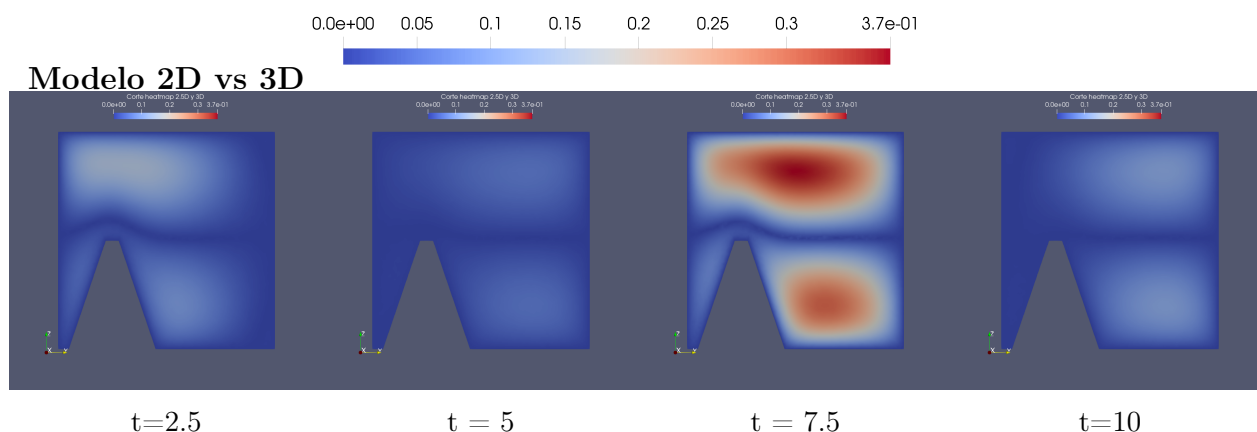 0.0e+00 0.05 0.1 0.15 0.2 0.25 0.3 3.7e-01
Modelo 2D vs 3D
Corte heatmap 2.5D y 3D Corte heatmap 2.5D y 3D Corte heatmap 2.5D y 3D Corte heatmap 2.5D y 3D
0.0e+00 0.1 0.2 0.3 3.7e-01 0.0e+00 0.1 0.2 0.3 3.7e-01 0.0e+00 0.1 0.2 0.3 3.7e-01 0.0e+00 0.1 0.2 0.3 3.7e-01
Z Z Z Z
X Y X Y X Y X Y
t=2.5 t = 5 t = 7.5 t=10